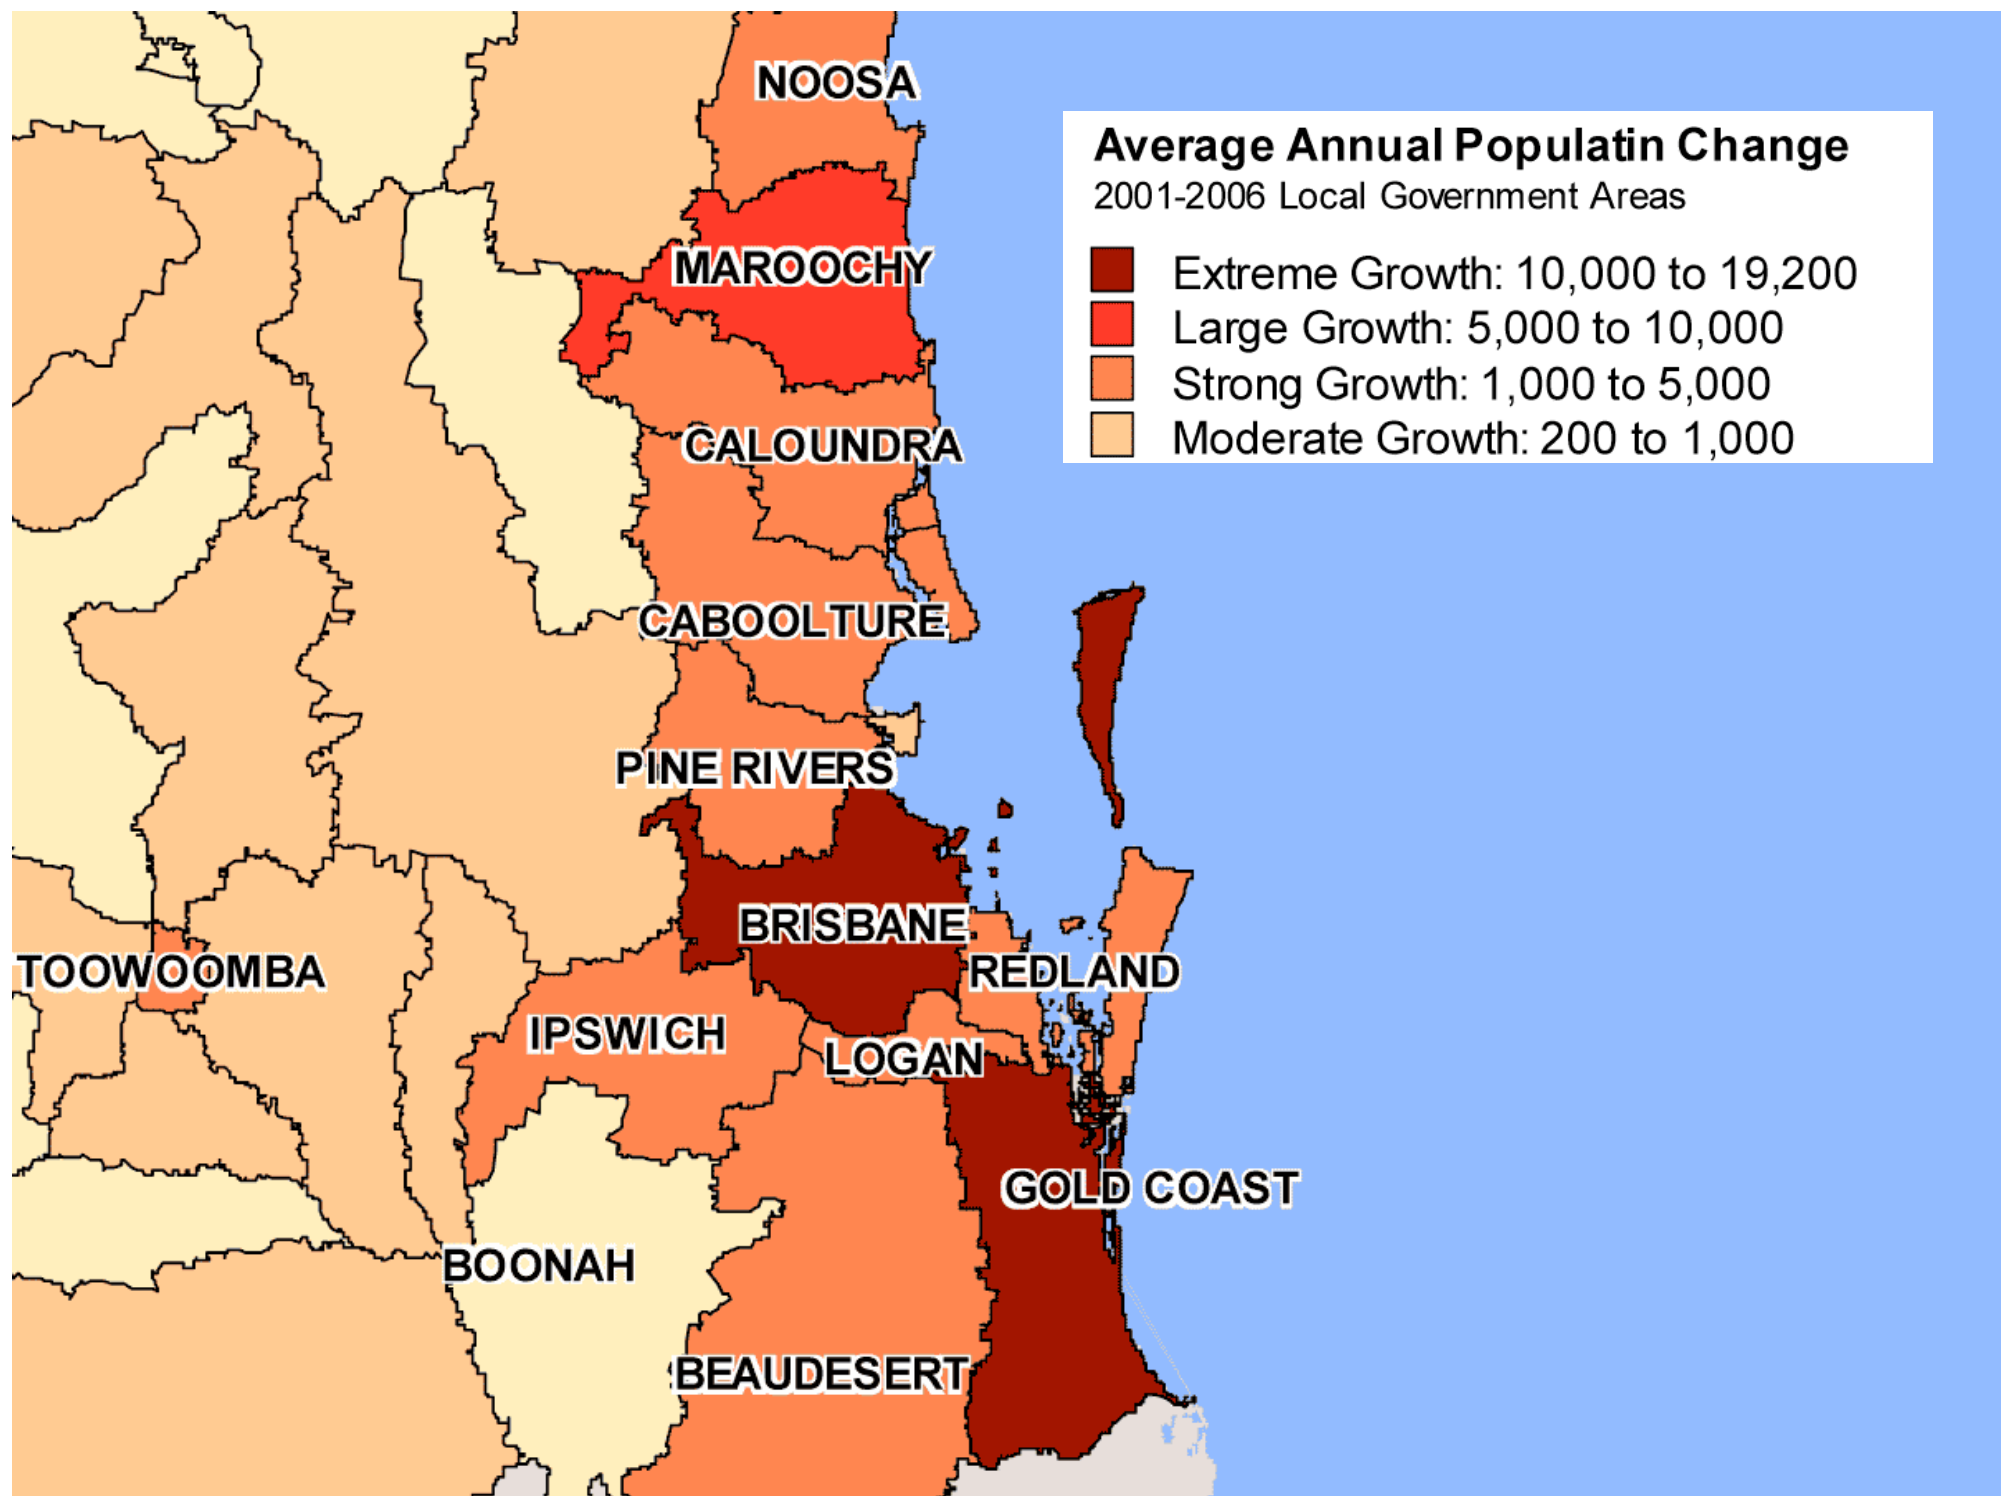 NOOSA
Average Annual Populatin Change
2001-2006 Local Government Areas
Extreme Growth: 10,000 to 19,200
Large Growth: 5,000 to 10,000
Strong Growth: 1,000 to 5,000
Moderate Growth: 200 to 1,000
MAROOCHY
CALOUNDRA
CABOOLTURE
PINE RIVERS
BRISBANE
TOOWOOMBA
REDLAND
IPSWICH
LOGAN
GOLD COAST
BOONAH
BEAUDESERT